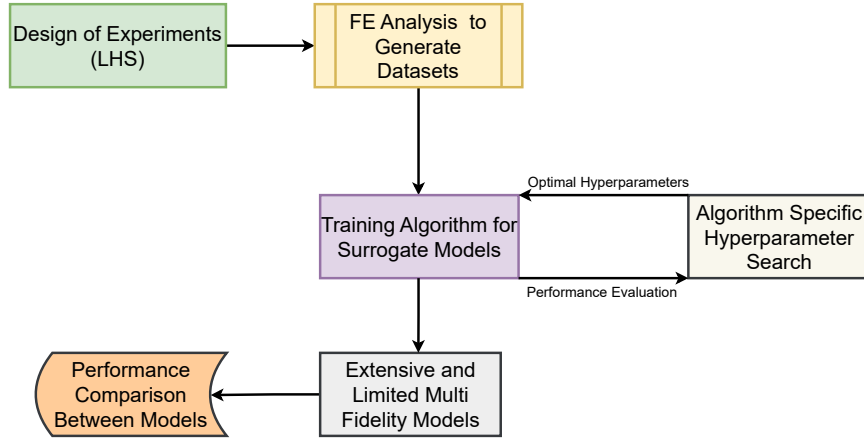 Design of Experiments
(LHS)
FE Analysis to
Generate
Datasets
Optimal Hyperparameters
Training Algorithm for
Surrogate Models
Algorithm Specific
Hyperparameter
Search
Performance Evaluation
Extensive and
Limited Multi
Fidelity Models
Performance
Comparison
Between Models